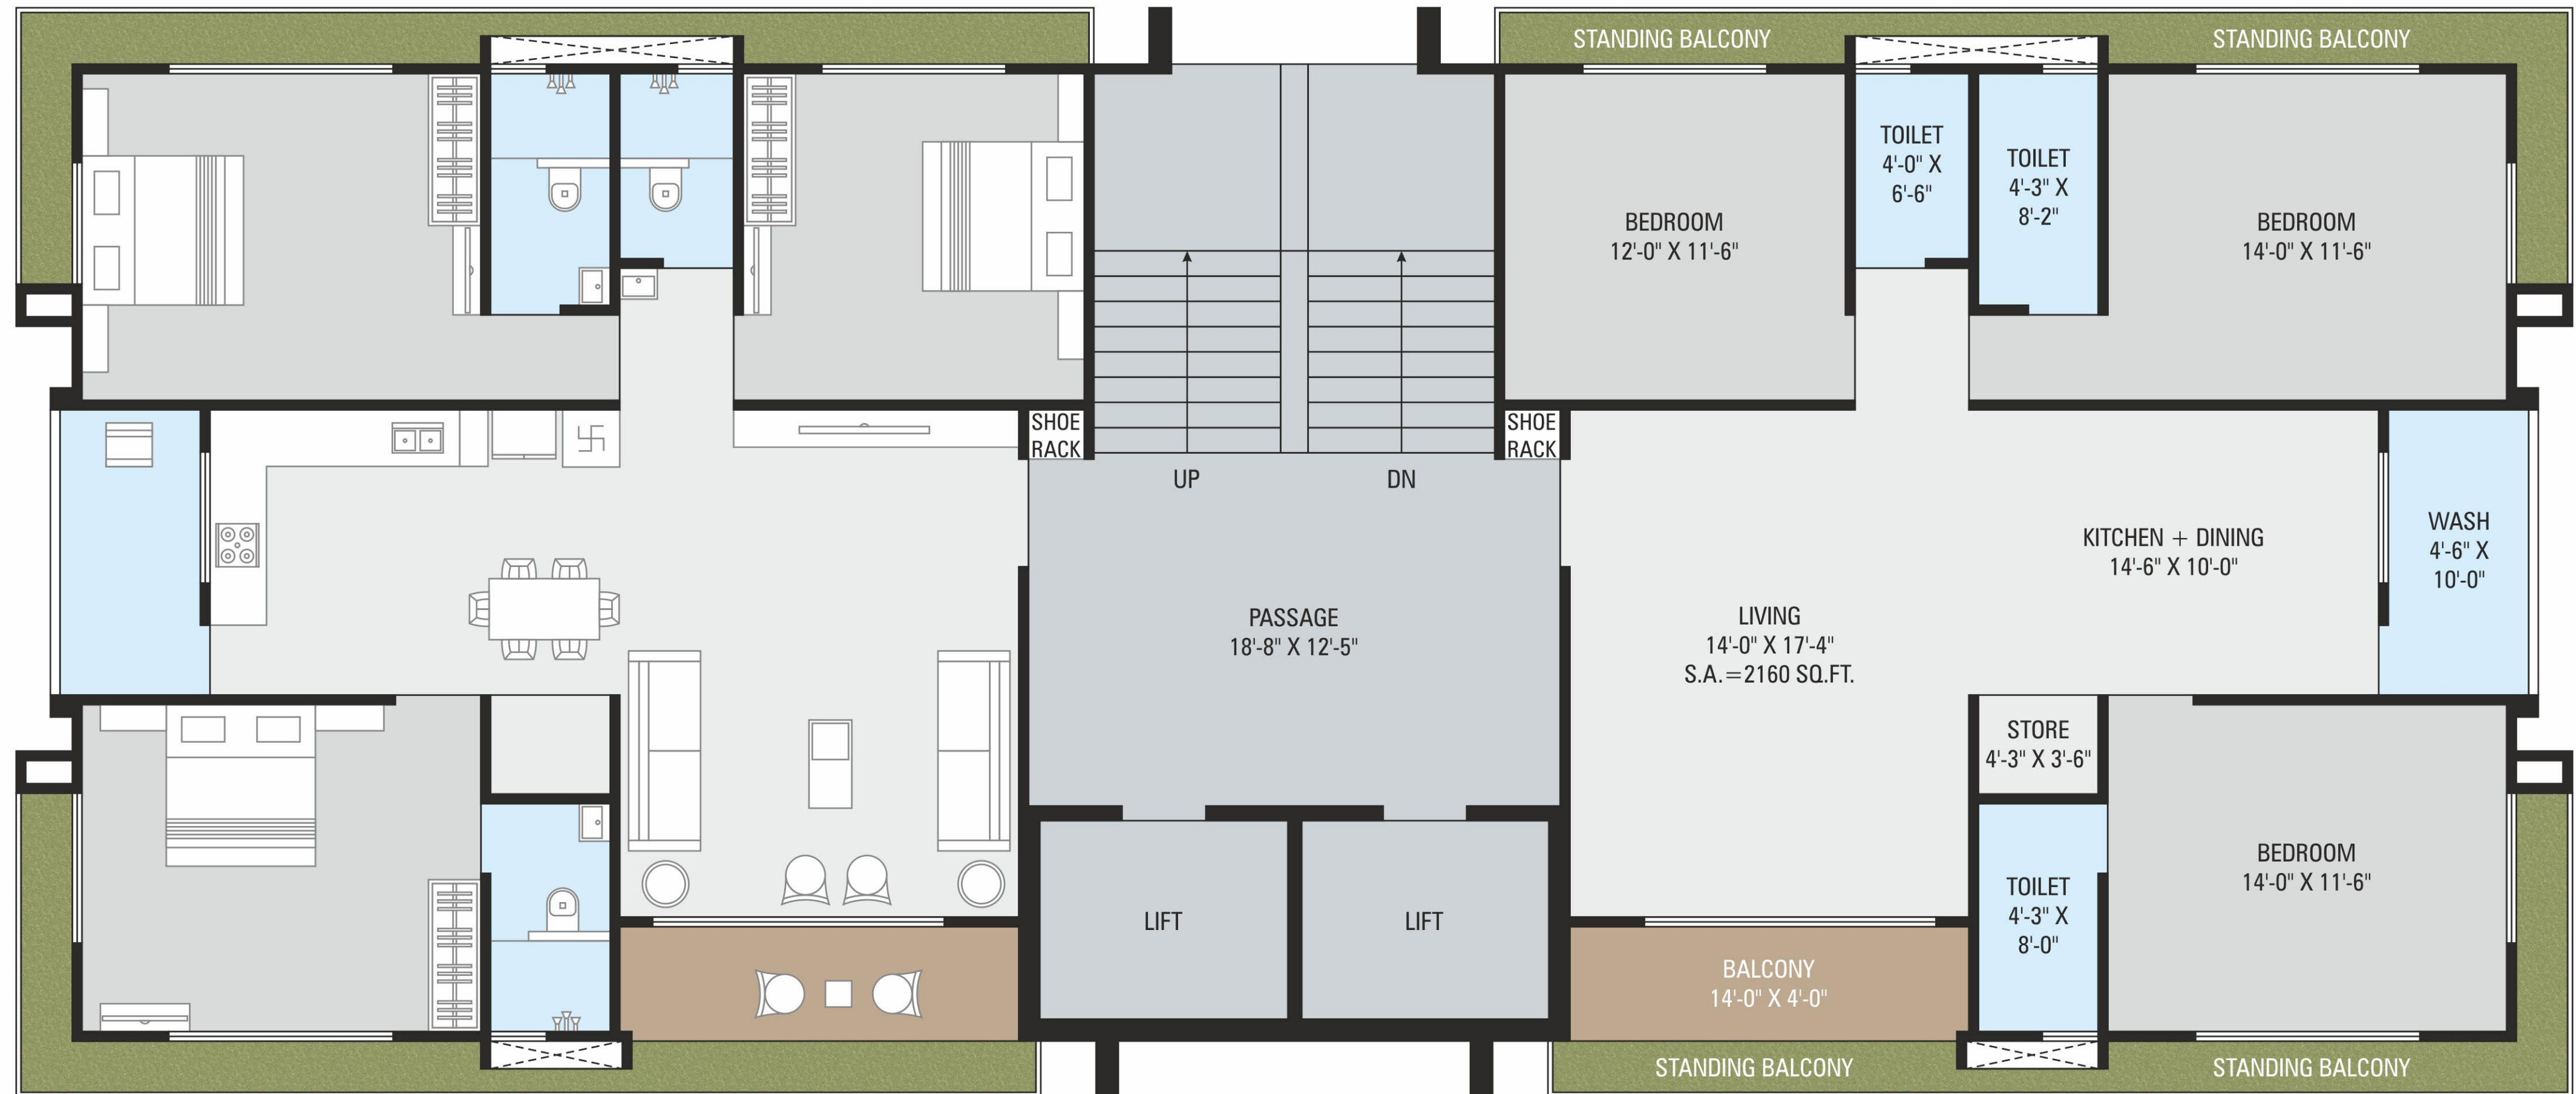 STANDING BALCONY
STANDING BALCONY
TOILET
4'-0" X
6'-6"
TOILET
4'-3" X
8'-2"
BEDROOM
12'-0" X 11'-6"
BEDROOM
14'-0" X 11'-6"
SHOE
RACK
SHOE
RACK
UP
DN
WASH
4'-6" X
10'-0"
KITCHEN + DINING
14'-6" X 10'-0"
PASSAGE
18'-8" X 12'-5"
LIVING
14'-0" X 17'-4"
S.A.=2160 SQ.FT.
STORE
4'-3" X 3'-6"
BEDROOM
14'-0" X 11'-6"
TOILET
4'-3" X
8'-0"
LIFT
LIFT
BALCONY
14'-0" X 4'-0"
STANDING BALCONY
STANDING BALCONY